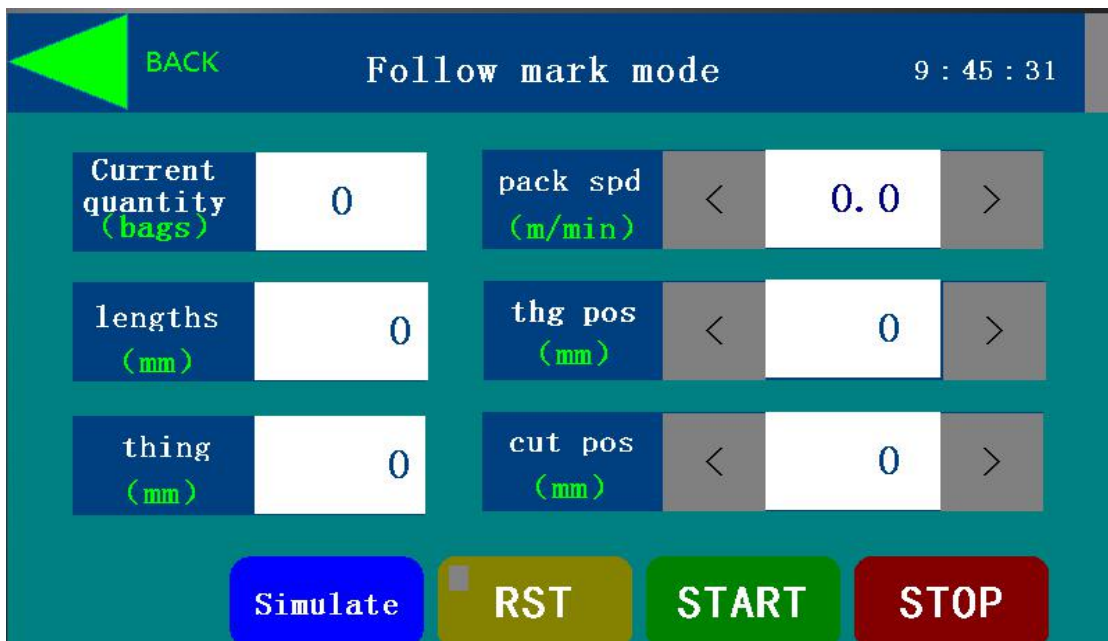 BACK
Follow mark mode
9：45：31
Current
quantity
(bags)
0
pack spd
(m/min)
<
0.0
>
lengths
(mm)
0
thg pos
(mm)
<
0
>
thing
(mm)
0
cut pos
(mm)
<
0
>
Simulate
RST
START
STOP